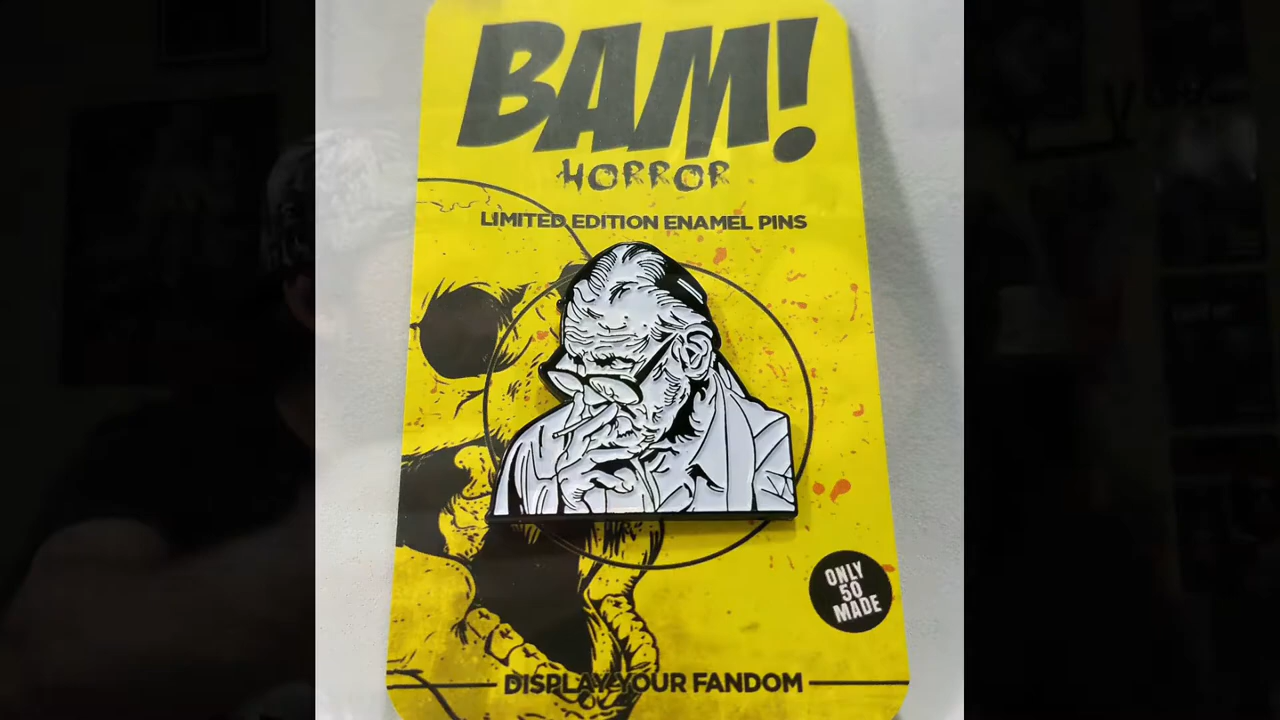 BAM!
HORROR
LIMITED EDITION ENAMEL PINS
ONLY
50
MADE
DISPLAY YOUR FANDOM